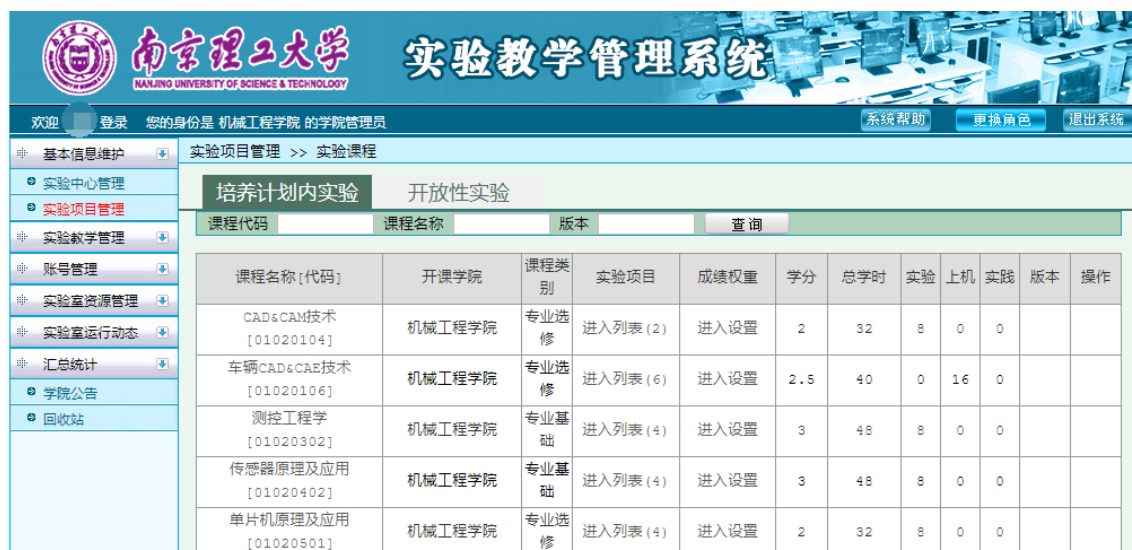 南京理工大学
NANJING UNIVERSITY OF SCIENCE & TECHNOLOGY
实验教学管理系统
欢迎 登录 您的身份是 机械工程学院 的学院管理员
系统帮助 更换角色 退出系统
基本信息维护
实验中心管理
实验项目管理
实验教学管理
账号管理
实验室资源管理
实验室运行动态
汇总统计
学院公告
回收站
实验项目管理 >> 实验课程
培养计划内实验 开放性实验
课程代码 课程名称 版本 查询
课程名称[代码] 开课学院 课程类别 实验项目 成绩权重 学分 总学时 实验 上机 实践 版本 操作
CAD&CAM技术
[01020104] 机械工程学院 专业选修 进入列表(2) 进入设置 2 32 8 0 0
车辆CAD&CAE技术
[01020106] 机械工程学院 专业选修 进入列表(6) 进入设置 2.5 40 0 16 0
测控工程学
[01020302] 机械工程学院 专业基础 进入列表(4) 进入设置 3 48 8 0 0
传感器原理及应用
[01020402] 机械工程学院 专业基础 进入列表(4) 进入设置 3 48 8 0 0
单片机原理及应用
[01020501] 机械工程学院 专业选修 进入列表(4) 进入设置 2 32 8 0 0